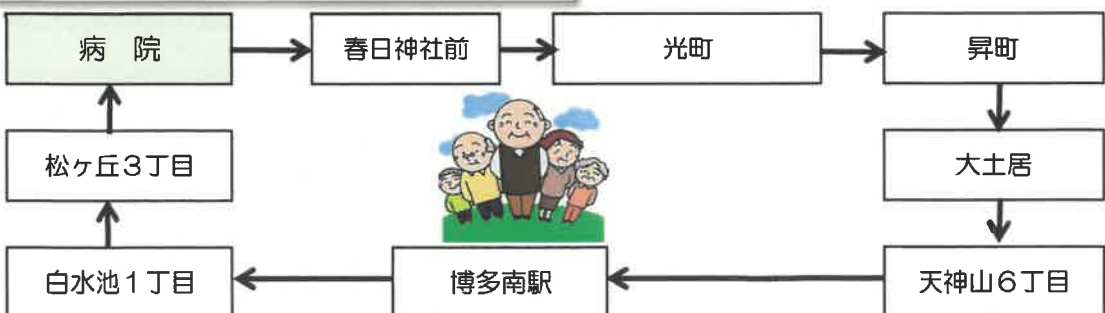 病 院
春日神社前
光町
昇町
大土居
天神山6丁目
博多南駅
白水池1丁目
松ヶ丘3丁目